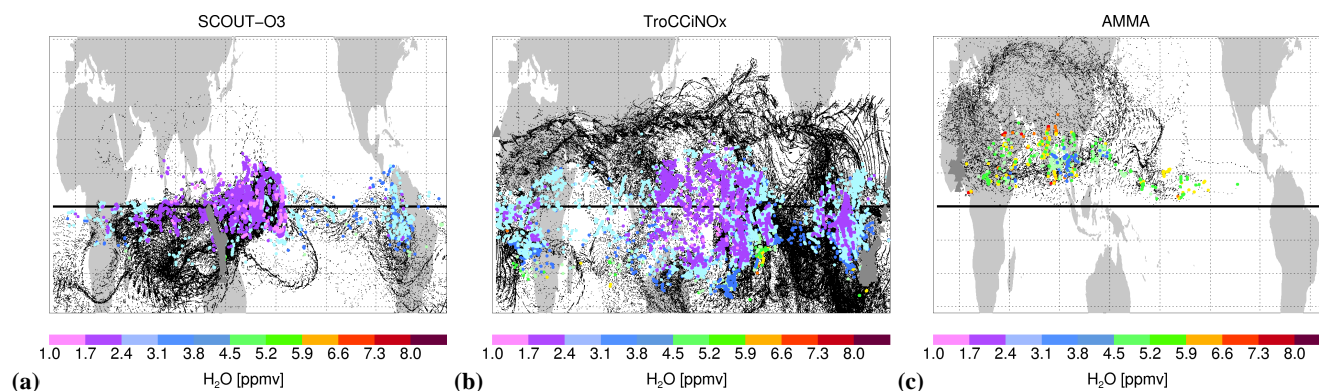 SCOUT–O3
TroCCiNOx
AMMA
1.0 1.7 2.4 3.1 3.8 4.5 5.2 5.9 6.6 7.3 8.0
1.0 1.7 2.4 3.1 3.8 4.5 5.2 5.9 6.6 7.3 8.0
1.0 1.7 2.4 3.1 3.8 4.5 5.2 5.9 6.6 7.3 8.0
(a) H₂O [ppmv]
(b) H₂O [ppmv]
(c) H₂O [ppmv]